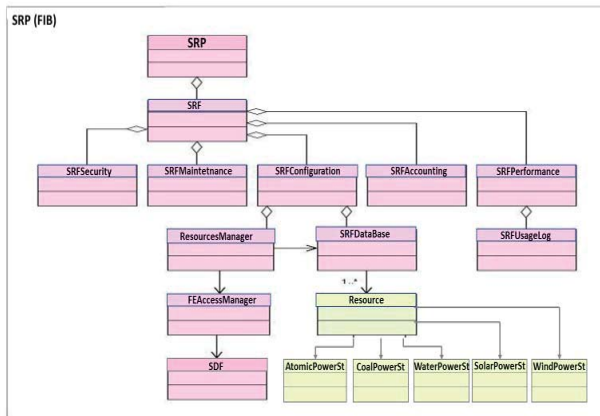 SRP (FIB)
SRP
SRF
SRFSecurity
SRFMaintetnance
SRFConfiguration
SRFAccounting
SRFPerformance
ResourcesManager
SRFDataBase
SRFUsageLog
1 ..*
FEAccessManager
Resource
SDF
AtomicPowerSt
CoalPowerSt
WaterPowerSt
SolarPowerSt
WindPowerSt